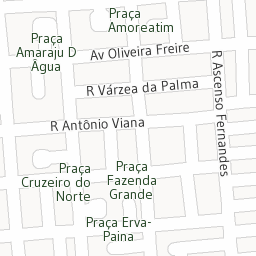 Praça
Amoreatim
Praça
Amaraju D
Água
Av Oliveira Freire
R Várzea da Palma
R Ascenso Fernandes
R Antônio Viana
Praça
Cruzeiro do
Norte
Praça
Fazenda
Grande
Praça Erva-
Paina